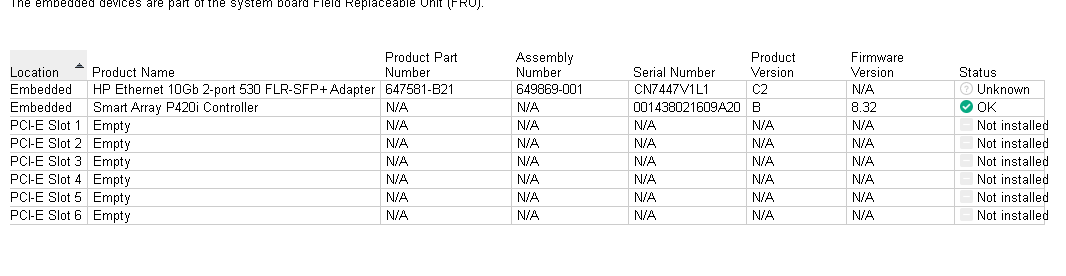 The embedded devices are part of the system board Field Replaceable Unit (FRU).
Product Part Assembly Product Firmware
Location Product Name Number Number Serial Number Version Version Status
Embedded HP Ethernet 10Gb 2-port 530 FLR-SFP+ Adapter 647581-B21 649869-001 CN7447V1L1 C2 N/A Unknown
Embedded Smart Array P420i Controller N/A N/A 001438021609A20 B 8.32 OK
PCI-E Slot 1 Empty N/A N/A N/A N/A N/A Not installed
PCI-E Slot 2 Empty N/A N/A N/A N/A N/A Not installed
PCI-E Slot 3 Empty N/A N/A N/A N/A N/A Not installed
PCI-E Slot 4 Empty N/A N/A N/A N/A N/A Not installed
PCI-E Slot 5 Empty N/A N/A N/A N/A N/A Not installed
PCI-E Slot 6 Empty N/A N/A N/A N/A N/A Not installed